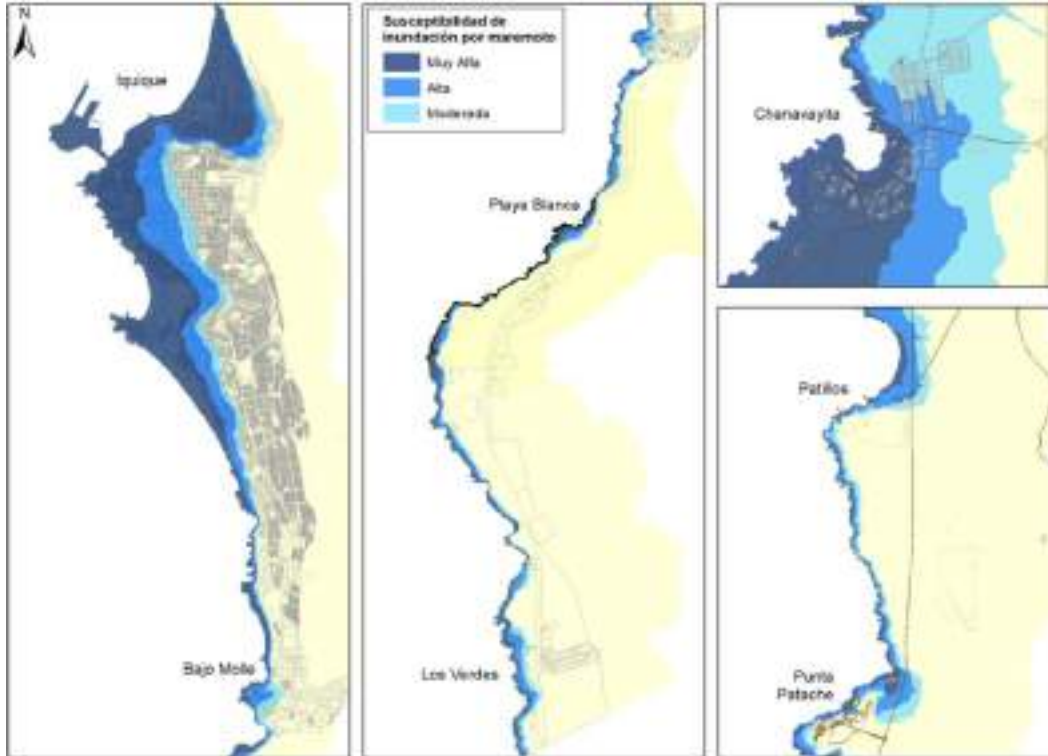 N
Iquique
Bajo Molle
Susceptibilidad de
inundación por maremoto
Muy Alta
Alta
Moderada
Playa Blanca
Los Verdes
Chanavayita
Patillos
Punta
Patache